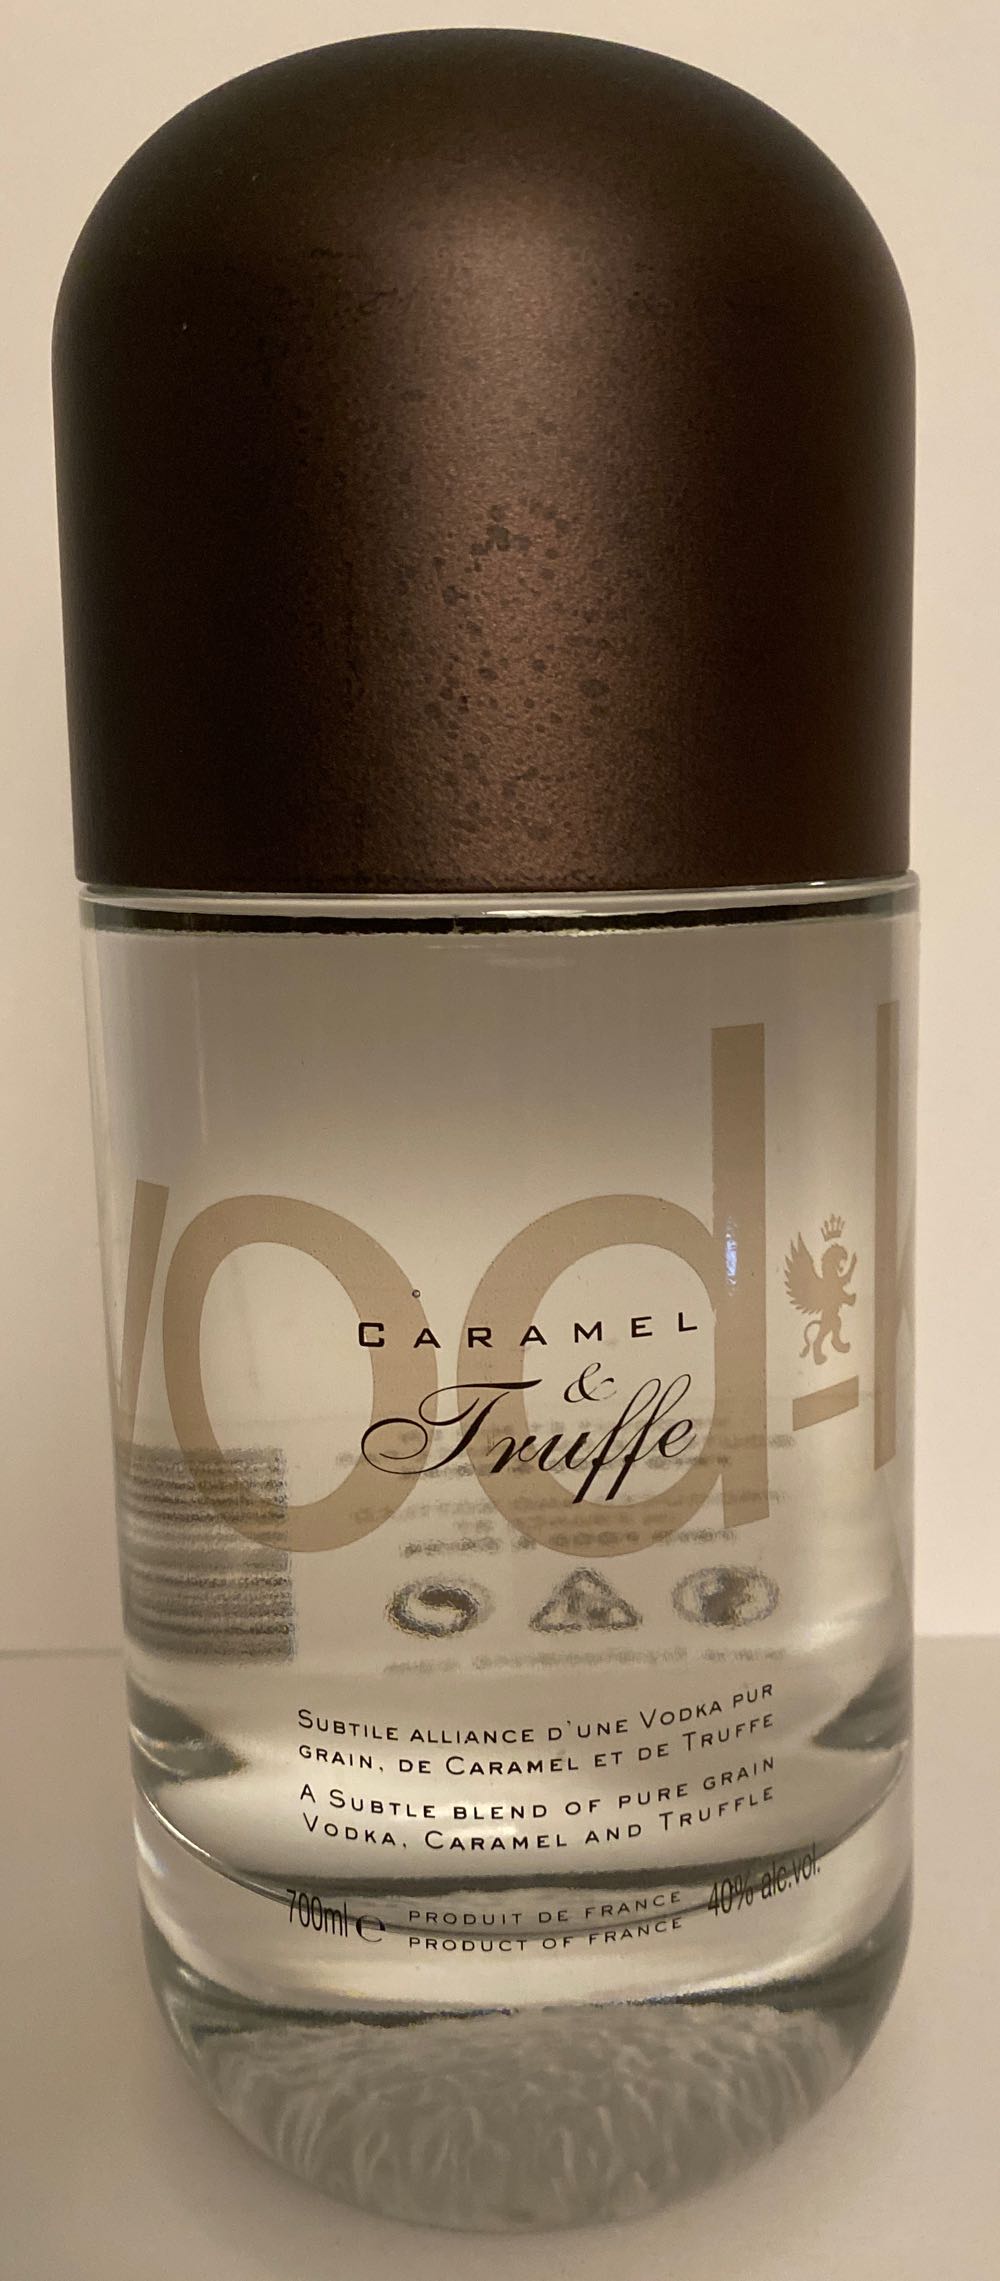 vod-k
CARAMEL
&
Truffe
SUBTILE ALLIANCE D'UNE VODKA PUR
GRAIN, DE CARAMEL ET DE TRUFFE
A SUBTLE BLEND OF PURE GRAIN
VODKA, CARAMEL AND TRUFFLE
700ml e PRODUIT DE FRANCE 40% alc.vol.
PRODUCT OF FRANCE